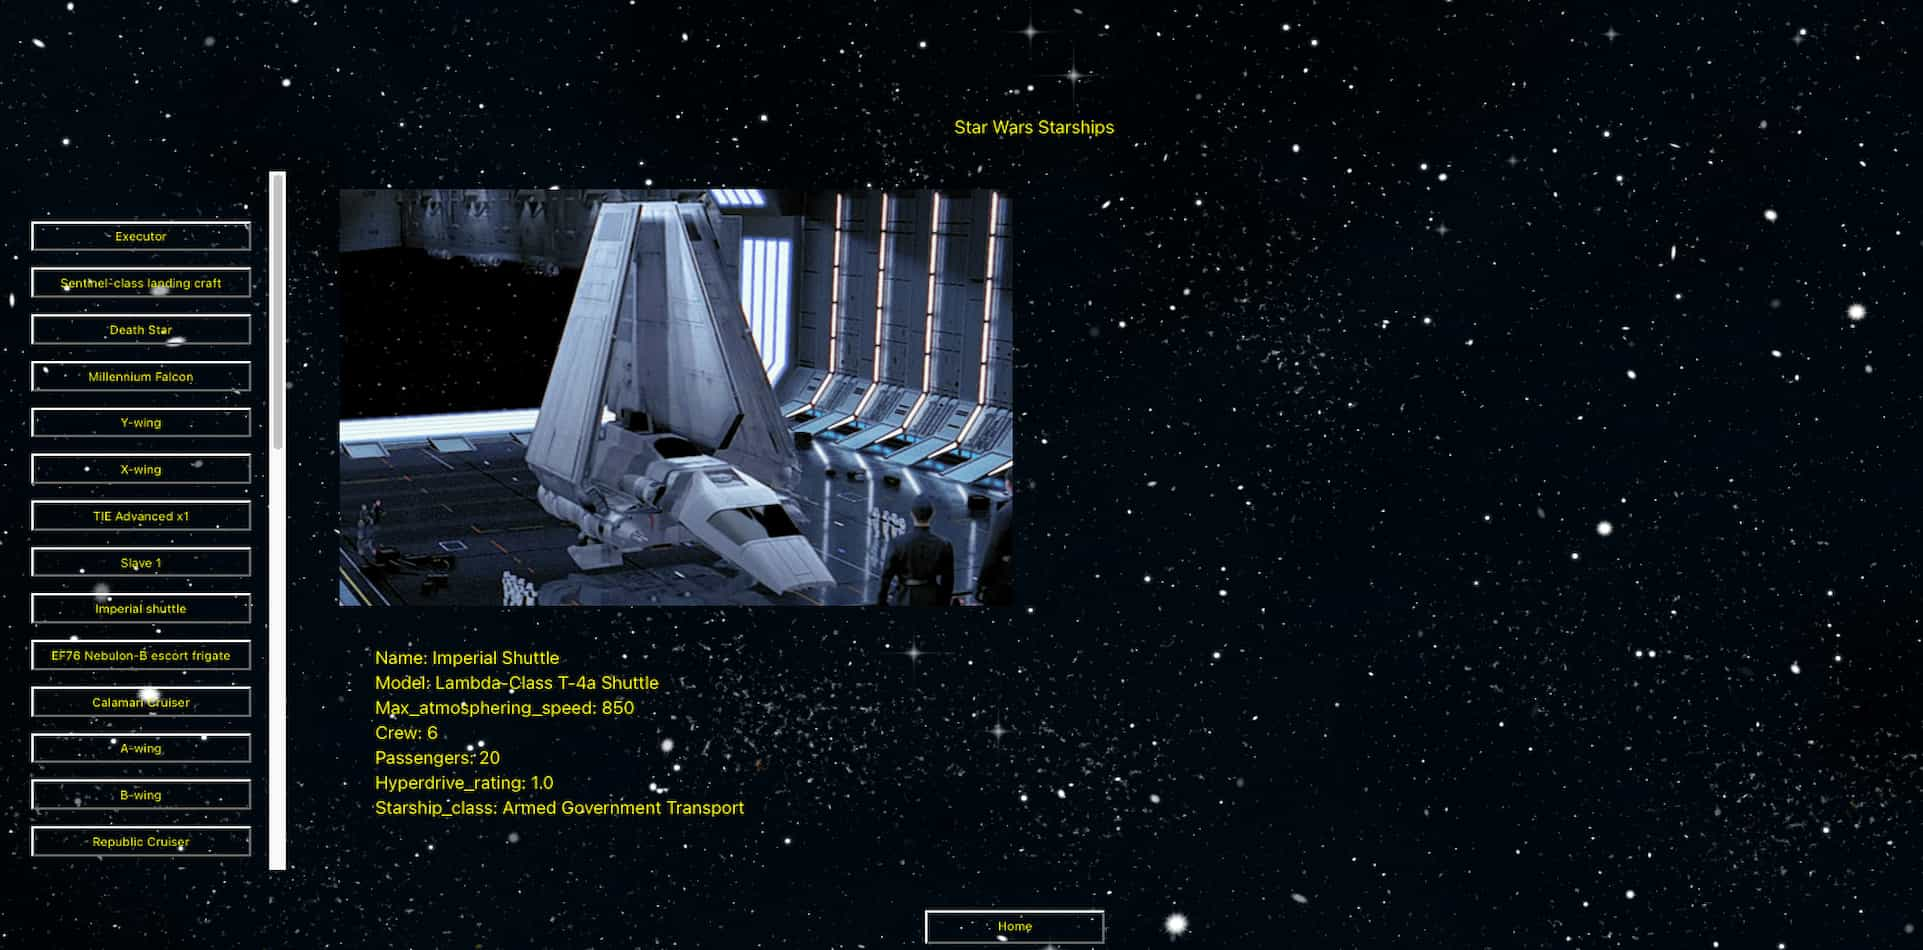 Star Wars Starships
Executor
Sentinel-class landing craft
Death Star
Millennium Falcon
Y-wing
X-wing
TIE Advanced x1
Slave 1
Imperial shuttle
EF76 Nebulon-B escort frigate
Calamari Cruiser
A-wing
B-wing
Republic Cruiser
Name: Imperial Shuttle
Model: Lambda-Class T-4a Shuttle
Max_atmosphering_speed: 850
Crew: 6
Passengers: 20
Hyperdrive_rating: 1.0
Starship_class: Armed Government Transport
Home